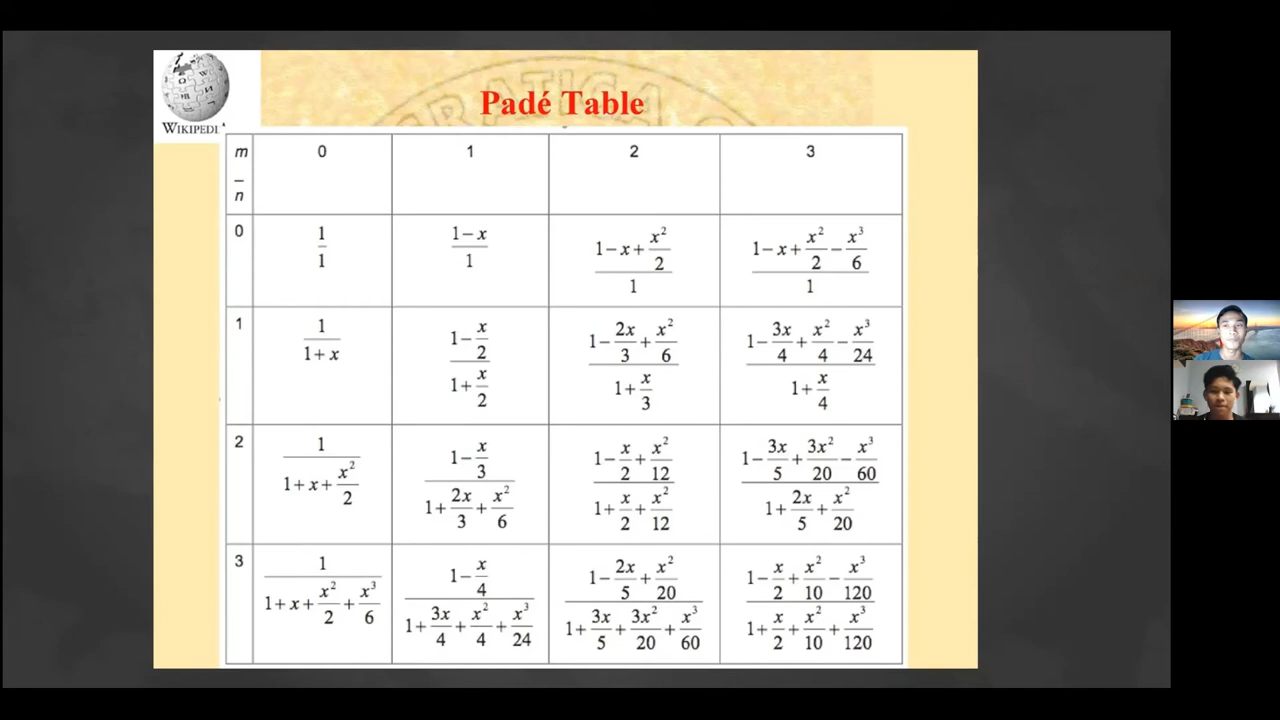 WIKIPEDI
RATICA
Padé Table
m/n 0 1 2 3
0 1/1 (1 − x)/1 (1 − x + x²/2)/1 (1 − x + x²/2 − x³/6)/1
1 1/(1 + x) (1 − x/2)/(1 + x/2) (1 − 2x/3 + x²/6)/(1 + x/3) (1 − 3x/4 + x²/4 − x³/24)/(1 + x/4)
2 1/(1 + x + x²/2) (1 − x/3)/(1 + 2x/3 + x²/6) (1 − x/2 + x²/12)/(1 + x/2 + x²/12) (1 − 3x/5 + 3x²/20 − x³/60)/(1 + 2x/5 + x²/20)
3 1/(1 + x + x²/2 + x³/6) (1 − x/4)/(1 + 3x/4 + x²/4 + x³/24) (1 − 2x/5 + x²/20)/(1 + 3x/5 + 3x²/20 + x³/60) (1 − x/2 + x²/10 − x³/120)/(1 + x/2 + x²/10 + x³/120)